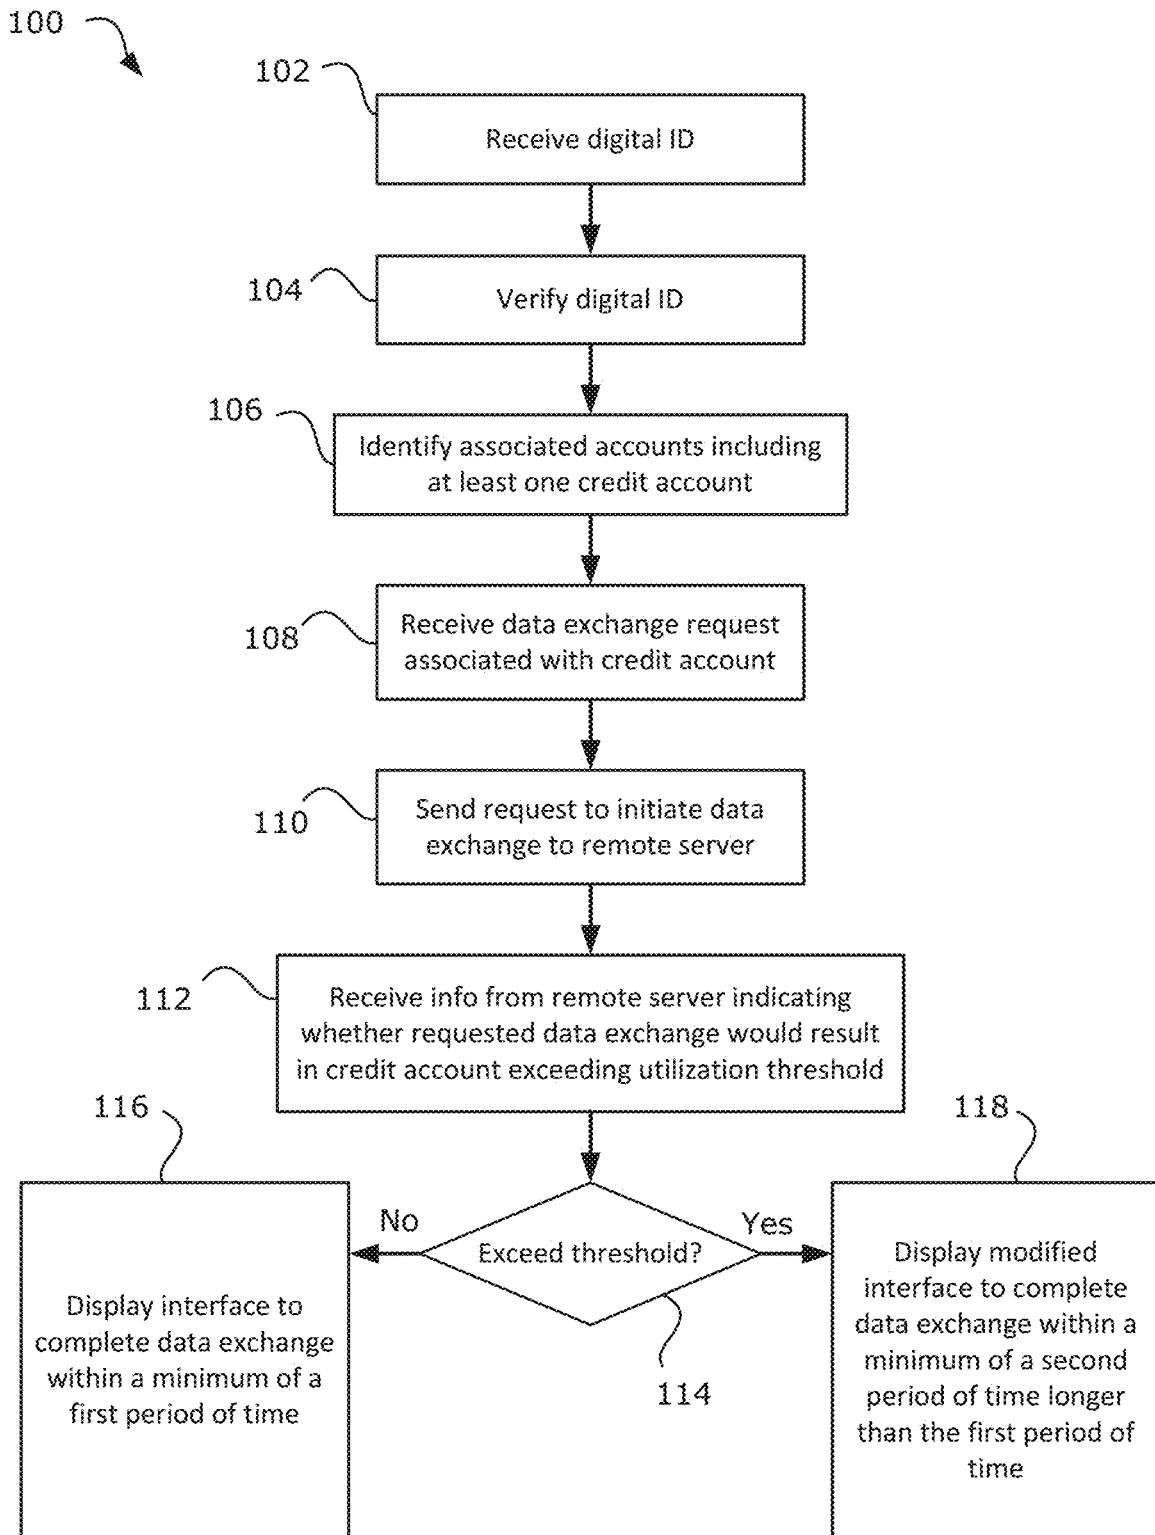 100
102
Receive digital ID
104
Verify digital ID
106
Identify associated accounts including
at least one credit account
108
Receive data exchange request
associated with credit account
110
Send request to initiate data
exchange to remote server
112
Receive info from remote server indicating
whether requested data exchange would result
in credit account exceeding utilization threshold
116
118
No
Yes
Exceed threshold?
114
Display interface to
complete data exchange
within a minimum of a
first period of time
Display modified
interface to complete
data exchange within a
minimum of a second
period of time longer
than the first period of
time